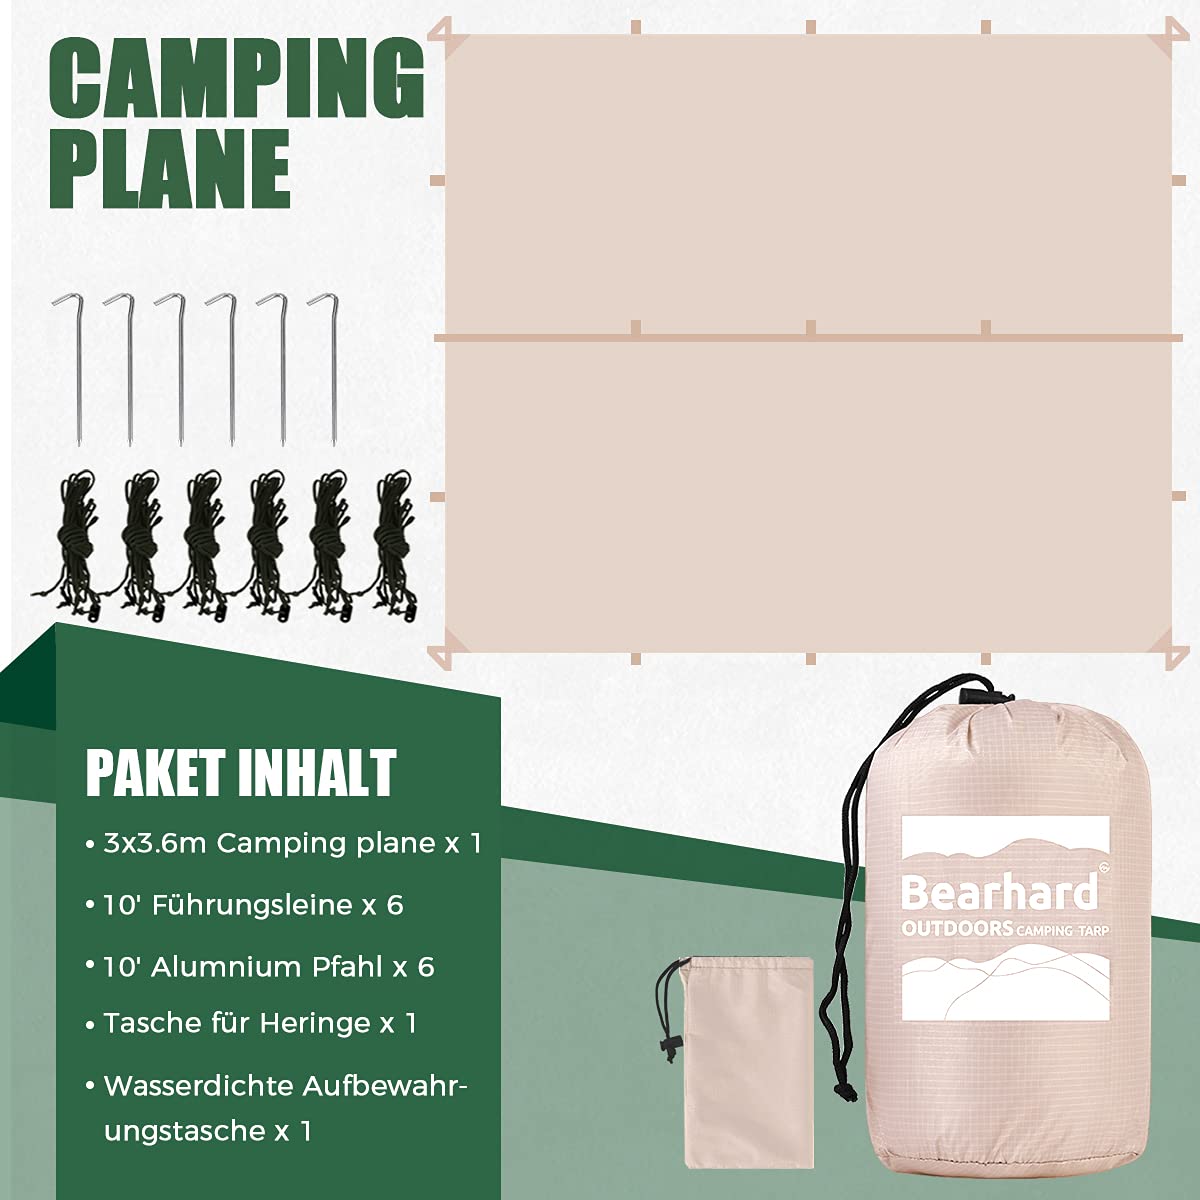 CAMPING
PLANE
PAKET INHALT
• 3x3.6m Camping plane x 1
• 10' Führungsleine x 6
• 10' Alumnium Pfahl x 6
• Tasche für Heringe x 1
• Wasserdichte Aufbewahr-
ungstasche x 1
Bearhard
OUTDOORS CAMPING TARP